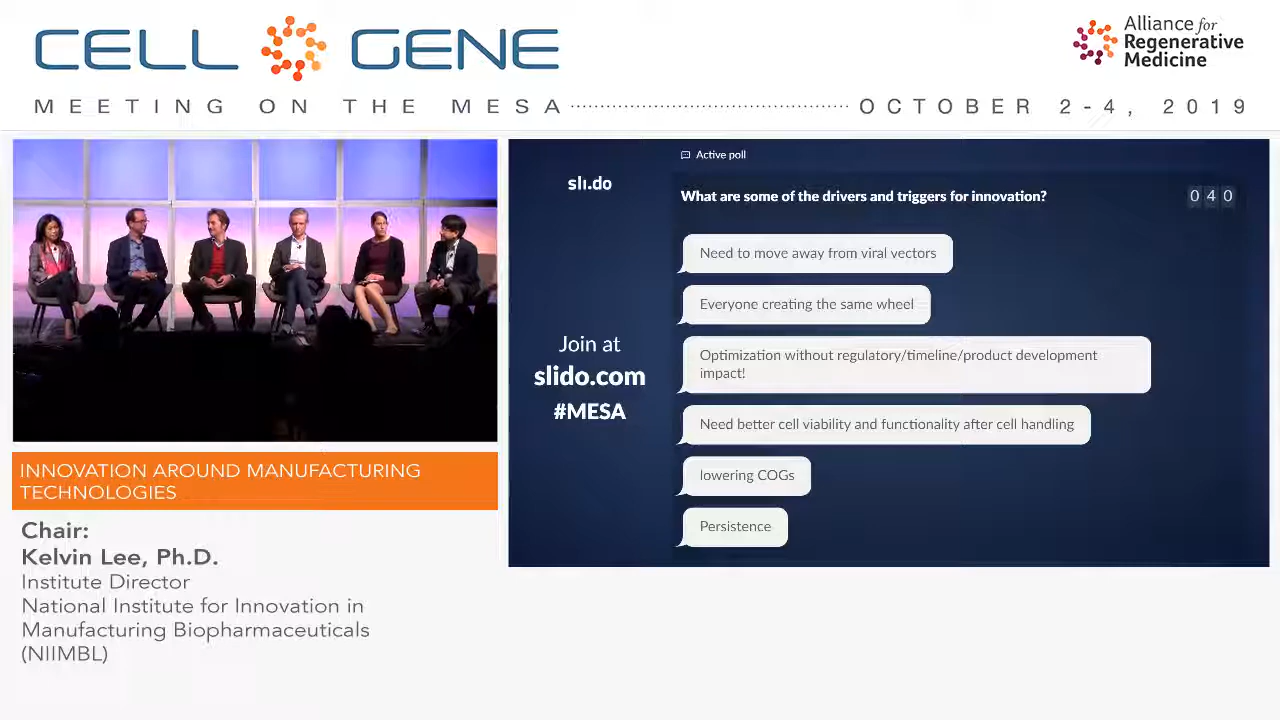 CELL GENE
Alliance for
Regenerative
Medicine
MEETING ON THE MESA
OCTOBER 2-4, 2019
INNOVATION AROUND MANUFACTURING
TECHNOLOGIES
Chair:
Kelvin Lee, Ph.D.
Institute Director
National Institute for Innovation in
Manufacturing Biopharmaceuticals
(NIIMBL)
sli.do
Join at
slido.com
#MESA
Active poll
What are some of the drivers and triggers for innovation?
040
Need to move away from viral vectors
Everyone creating the same wheel
Optimization without regulatory/timeline/product development
impact!
Need better cell viability and functionality after cell handling
lowering COGs
Persistence